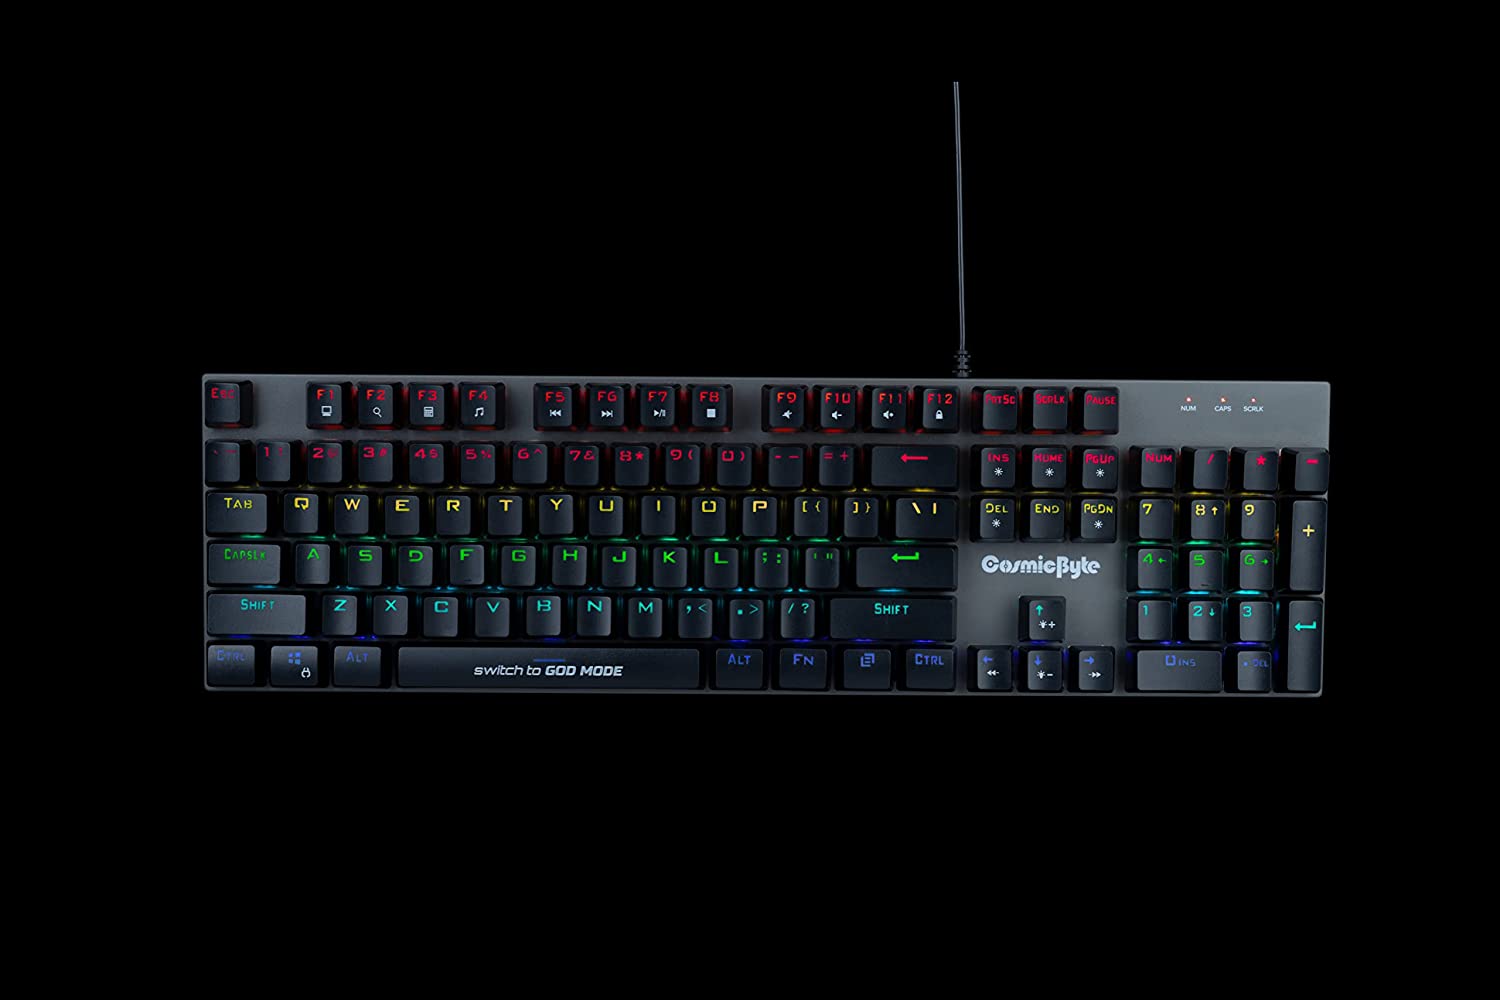 ESC F1 F2 F3 F4 F5 F6 F7 F8 F9 F10 F11 F12 PRTSC SCRLK PAUSE
NUM CAPS SCRLK
2 3# 4$ 5% 6^ 7& 8* 9( 0) - = + INS HOME PGUP NUM / * -
TAB Q W E R T Y U I O P [ { ] } \ | DEL END PGDN 7 8 ↑ 9 +
CAPSLK A S D F G H J K L ; : ' " 4 ← 5 6 →
CosmicByte
SHIFT Z X C V B N M , < . > / ? SHIFT ↑ 1 2 ↓ 3
CTRL ALT switch to GOD MODE ALT FN CTRL ← ↓ → 0 INS . DEL